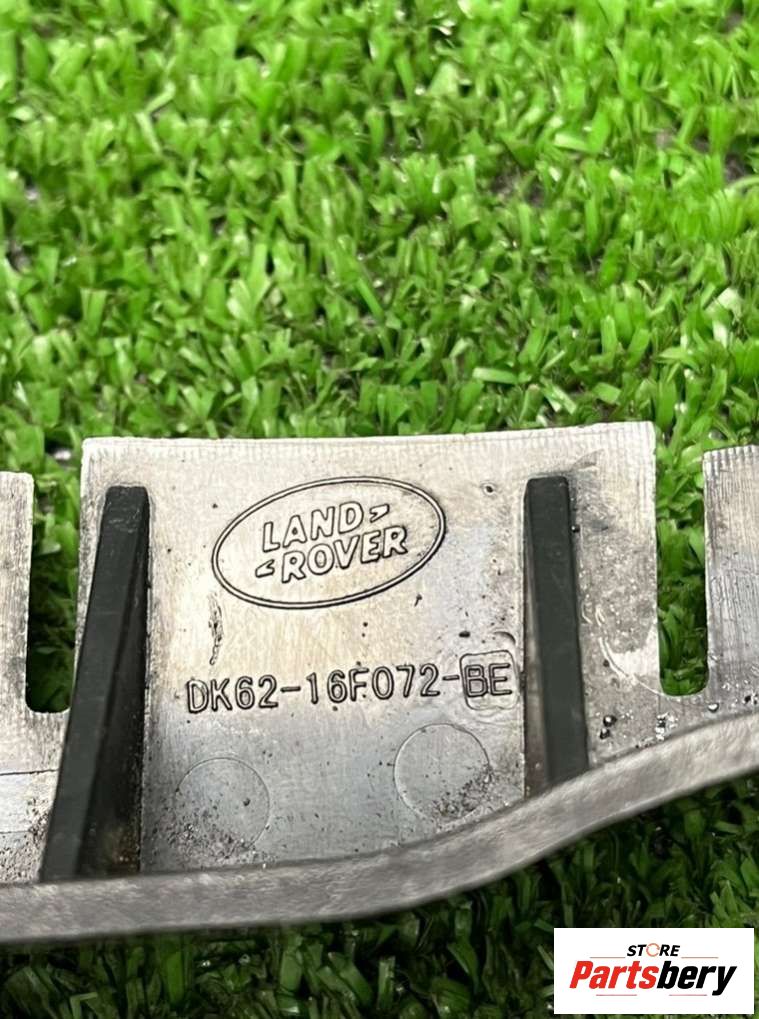 LAND
ROVER
DK62-16F072-BE
STORE
Partsbery